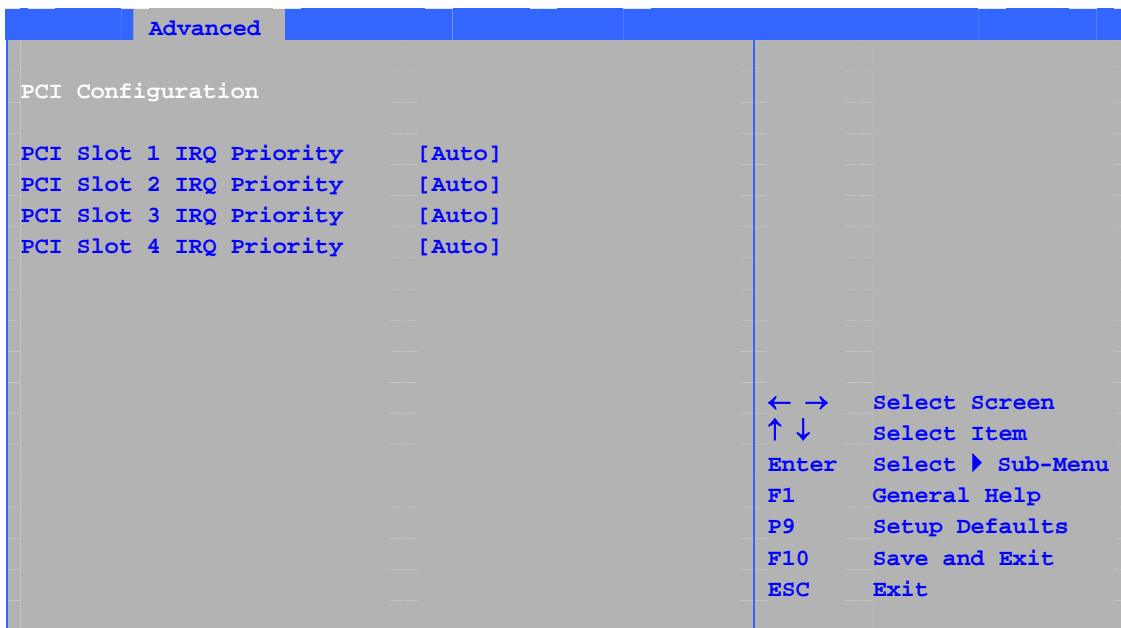 Advanced
PCI Configuration
PCI Slot 1 IRQ Priority [Auto]
PCI Slot 2 IRQ Priority [Auto]
PCI Slot 3 IRQ Priority [Auto]
PCI Slot 4 IRQ Priority [Auto]
← → Select Screen
↑ ↓ Select Item
Enter Select ▶ Sub-Menu
F1 General Help
P9 Setup Defaults
F10 Save and Exit
ESC Exit